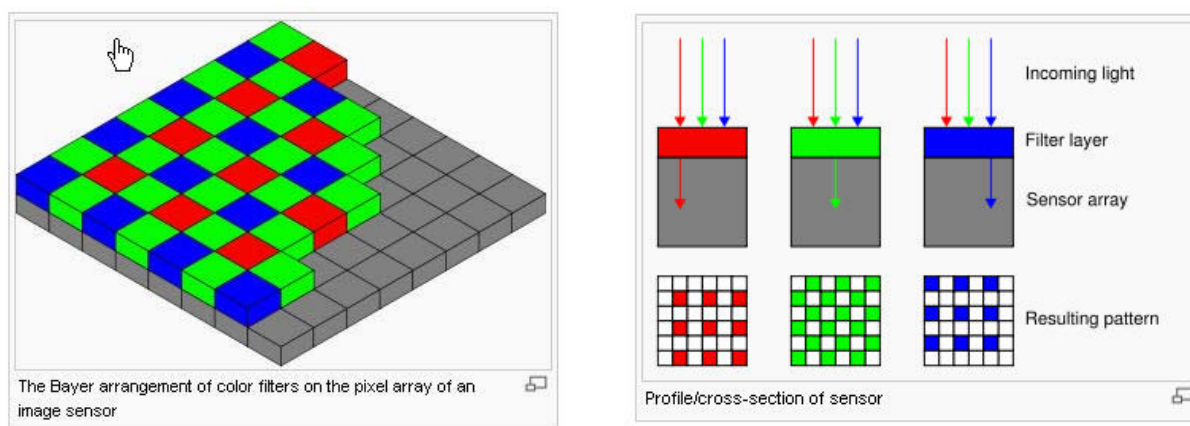 The Bayer arrangement of color filters on the pixel array of an
image sensor
Incoming light
Filter layer
Sensor array
Resulting pattern
Profile/cross-section of sensor